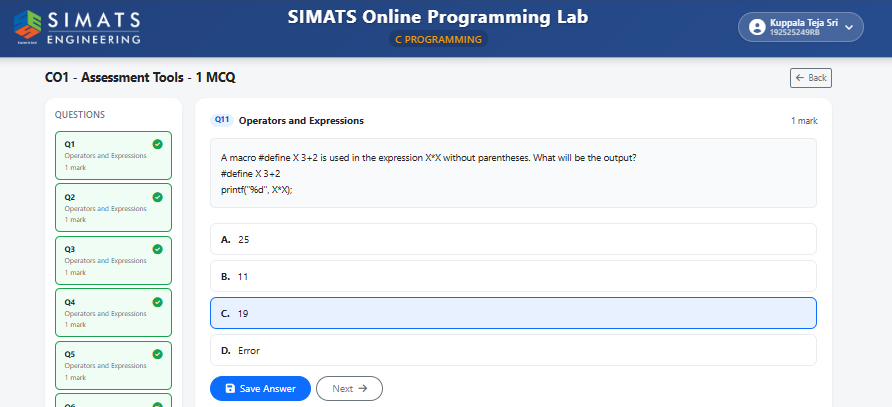 SIMATS
ENGINEERING
SIMATS Online Programming Lab
C PROGRAMMING
Kuppala Teja Sri
192525249RB
CO1 - Assessment Tools - 1 MCQ
← Back
QUESTIONS
Q1
Operators and Expressions
1 mark
Q2
Operators and Expressions
1 mark
Q3
Operators and Expressions
1 mark
Q4
Operators and Expressions
1 mark
Q5
Operators and Expressions
1 mark
Q6
Q11 Operators and Expressions
1 mark
A macro #define X 3+2 is used in the expression X*X without parentheses. What will be the output?
#define X 3+2
printf("%d", X*X);
A. 25
B. 11
C. 19
D. Error
Save Answer
Next →